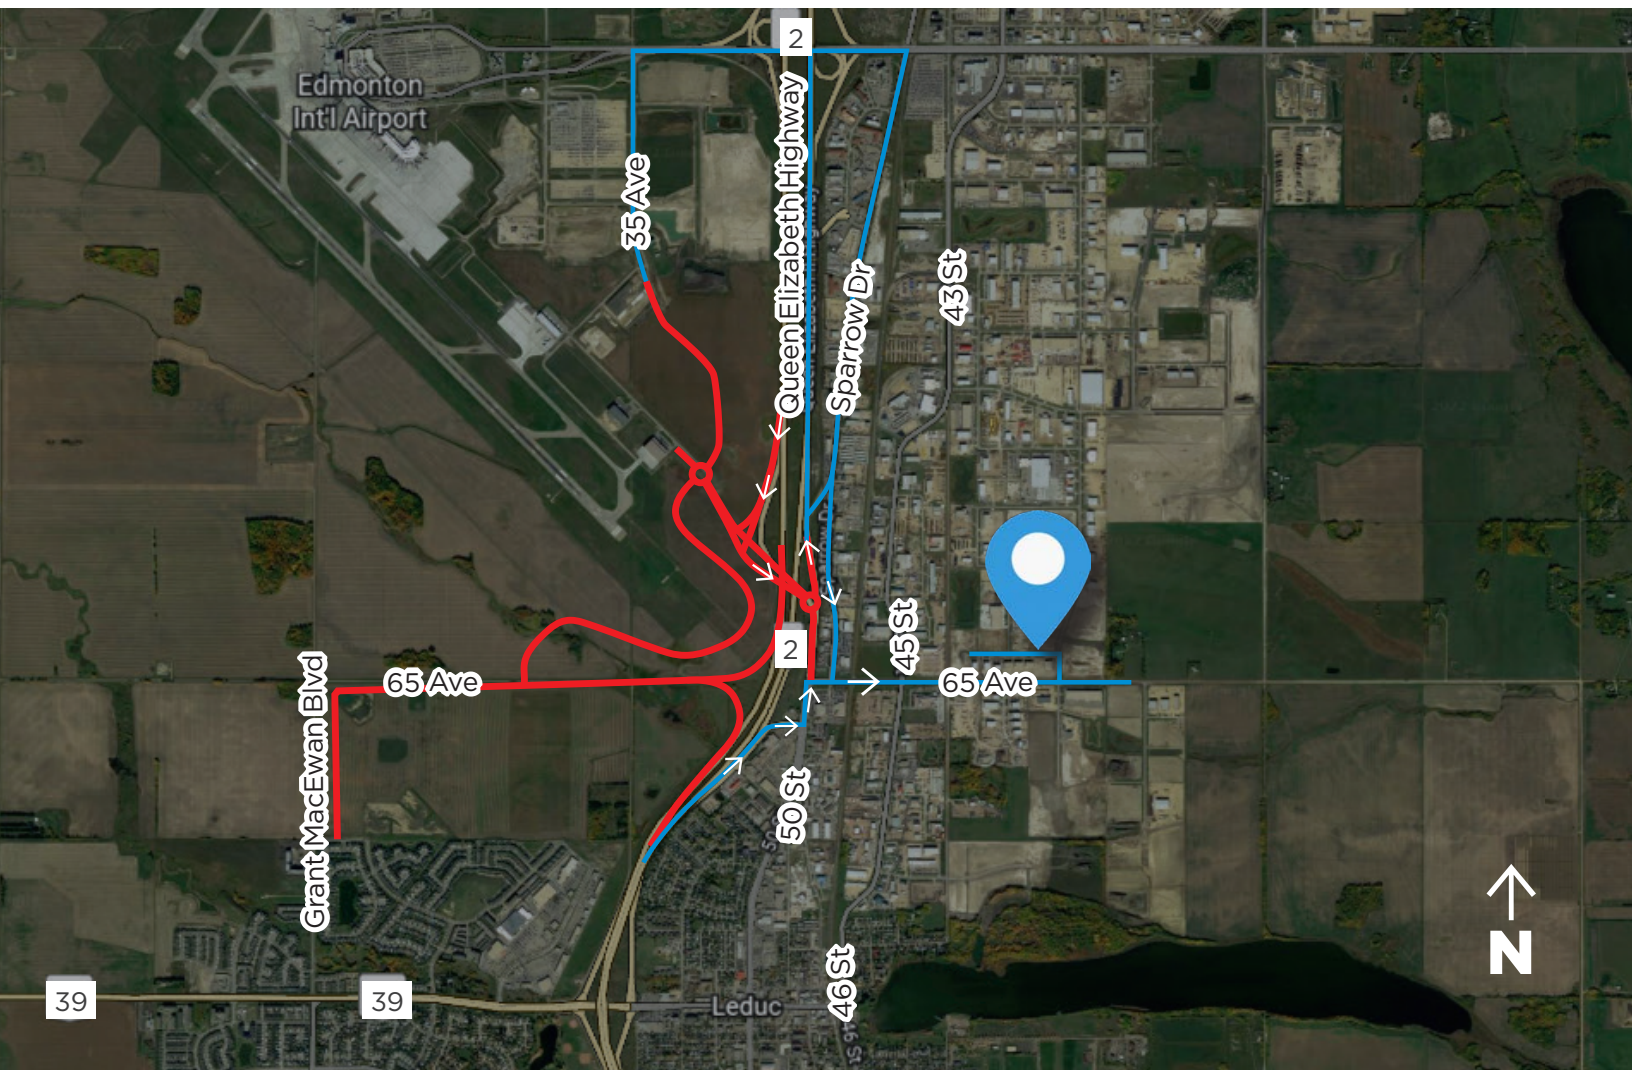 2
Edmonton
Int'l Airport
35 Ave
Queen Elizabeth Highway
Sparrow Dr
43 St
45 St
2
65 Ave
65 Ave
Grant MacEwan Blvd
50 St
N
46 St
39
39
Leduc